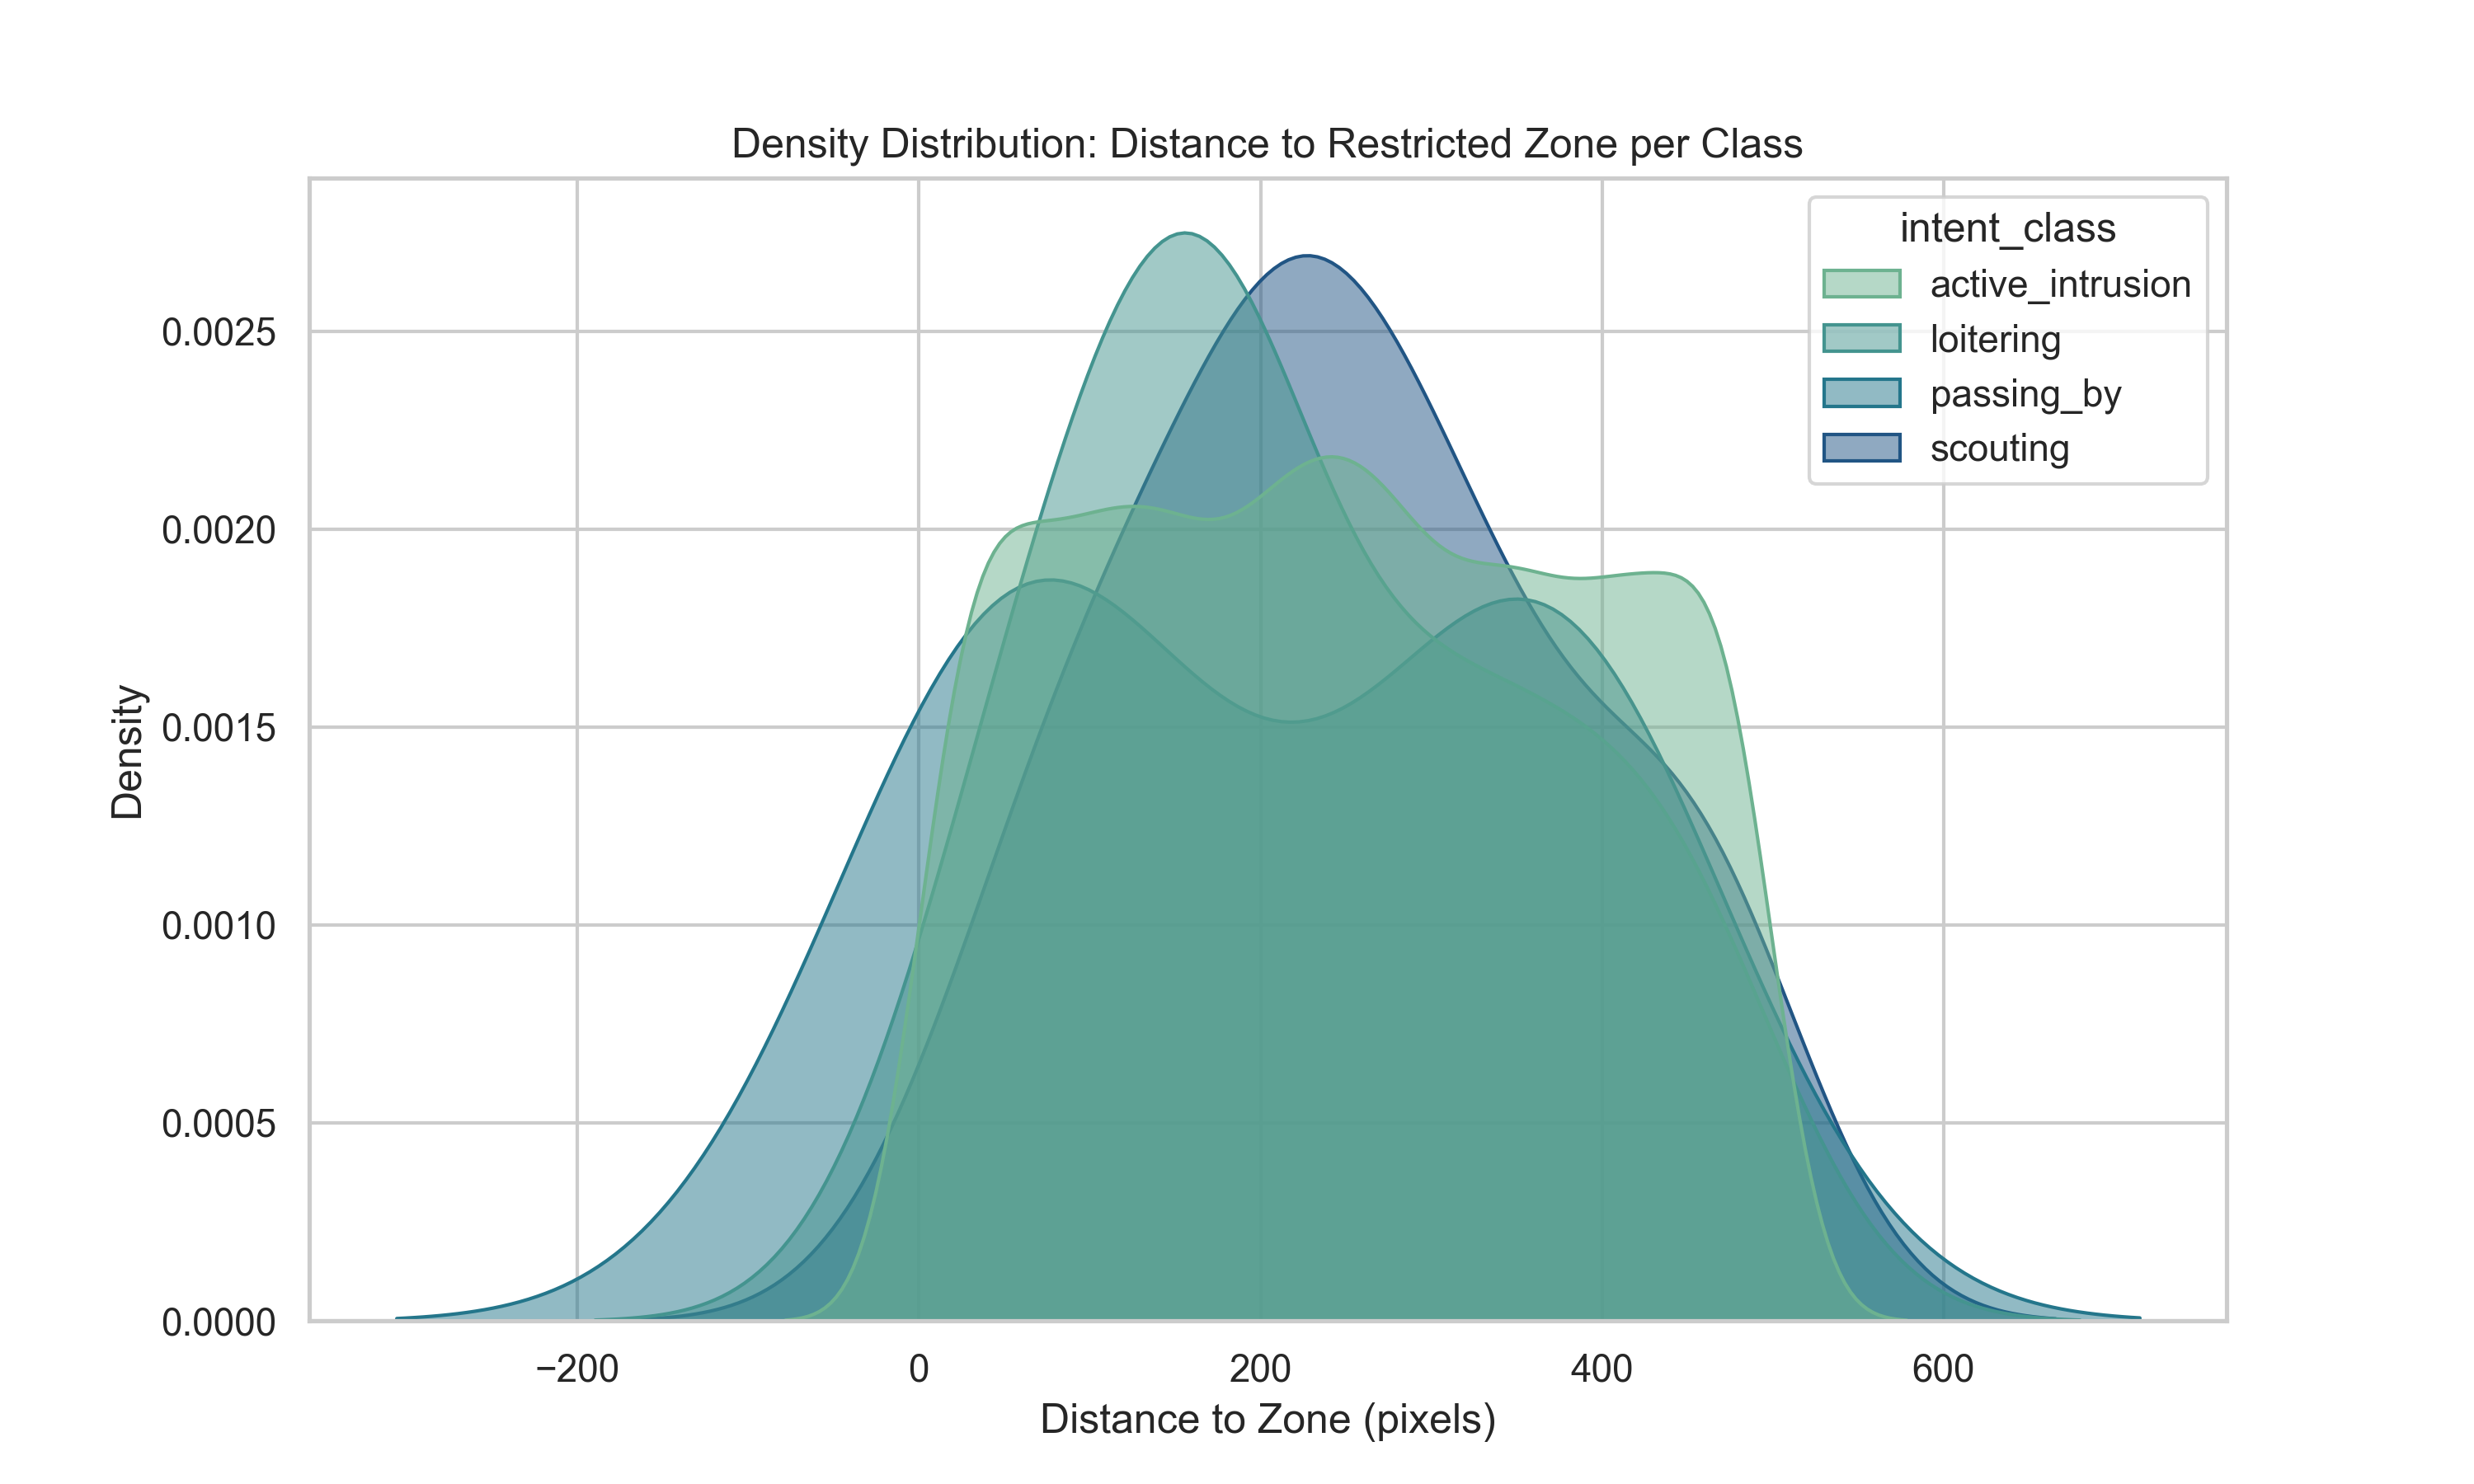 Density Distribution: Distance to Restricted Zone per Class
intent_class
active_intrusion
loitering
passing_by
scouting
Density
0.0025
0.0020
0.0015
0.0010
0.0005
0.0000
−200 0 200 400 600
Distance to Zone (pixels)